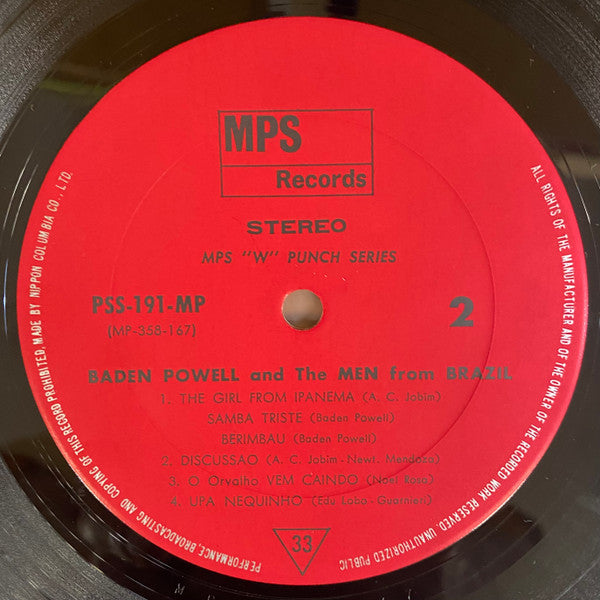 MPS
Records
STEREO
MPS "W" PUNCH SERIES
PSS-191-MP
(MP-358-167)
2
BADEN POWELL and The MEN from BRAZIL
1. THE GIRL FROM IPANEMA (A. C. Jobim)
SAMBA TRISTE (Baden Powell)
BERIMBAU (Baden Powell)
2. DISCUSSAO (A. C. Jobim - Newt. Mendoza)
3. O Orvalho VEM CAINDO (Noel Rosa)
4. UPA NEQUINHO (Edu Lobo - Guarnieri)
33
ALL RIGHTS OF THE MANUFACTURER AND OF THE OWNER OF THE RECORDED WORK RESERVED. UNAUTHORIZED PUBLIC PERFORMANCE, BROADCASTING AND COPYING OF THIS RECORD PROHIBITED. MADE BY NIPPON COLUMBIA CO., LTD.